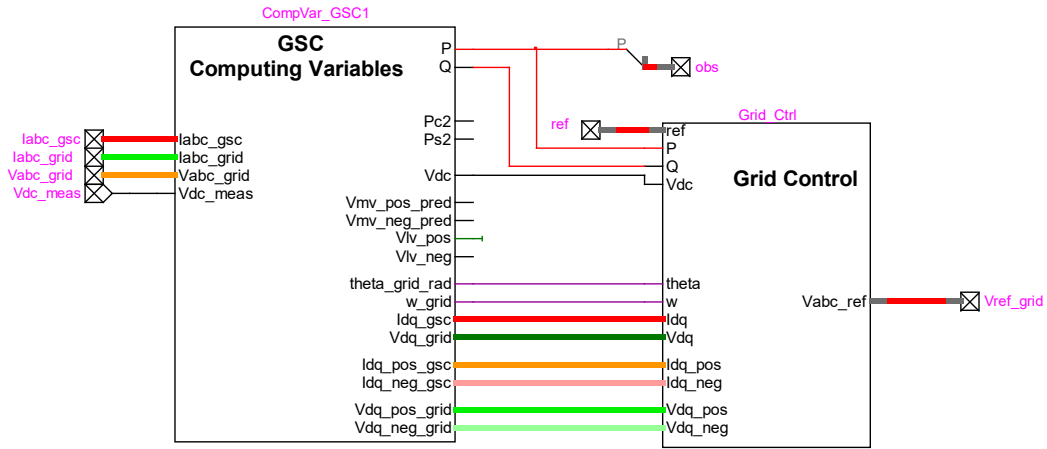 CompVar_GSC1
GSC
Computing Variables
Iabc_gsc
Iabc_grid
Vabc_grid
Vdc_meas
Iabc_gsc
Iabc_grid
Vabc_grid
Vdc_meas
P
Q
Pc2
Ps2
Vdc
Vmv_pos_pred
Vmv_neg_pred
Vlv_pos
Vlv_neg
theta_grid_rad
w_grid
Idq_gsc
Vdq_grid
Idq_pos_gsc
Idq_neg_gsc
Vdq_pos_grid
Vdq_neg_grid
P
obs
ref
Grid_Ctrl
Grid Control
ref
P
Q
Vdc
theta
w
Idq
Vdq
Idq_pos
Idq_neg
Vdq_pos
Vdq_neg
Vabc_ref
Vref_grid